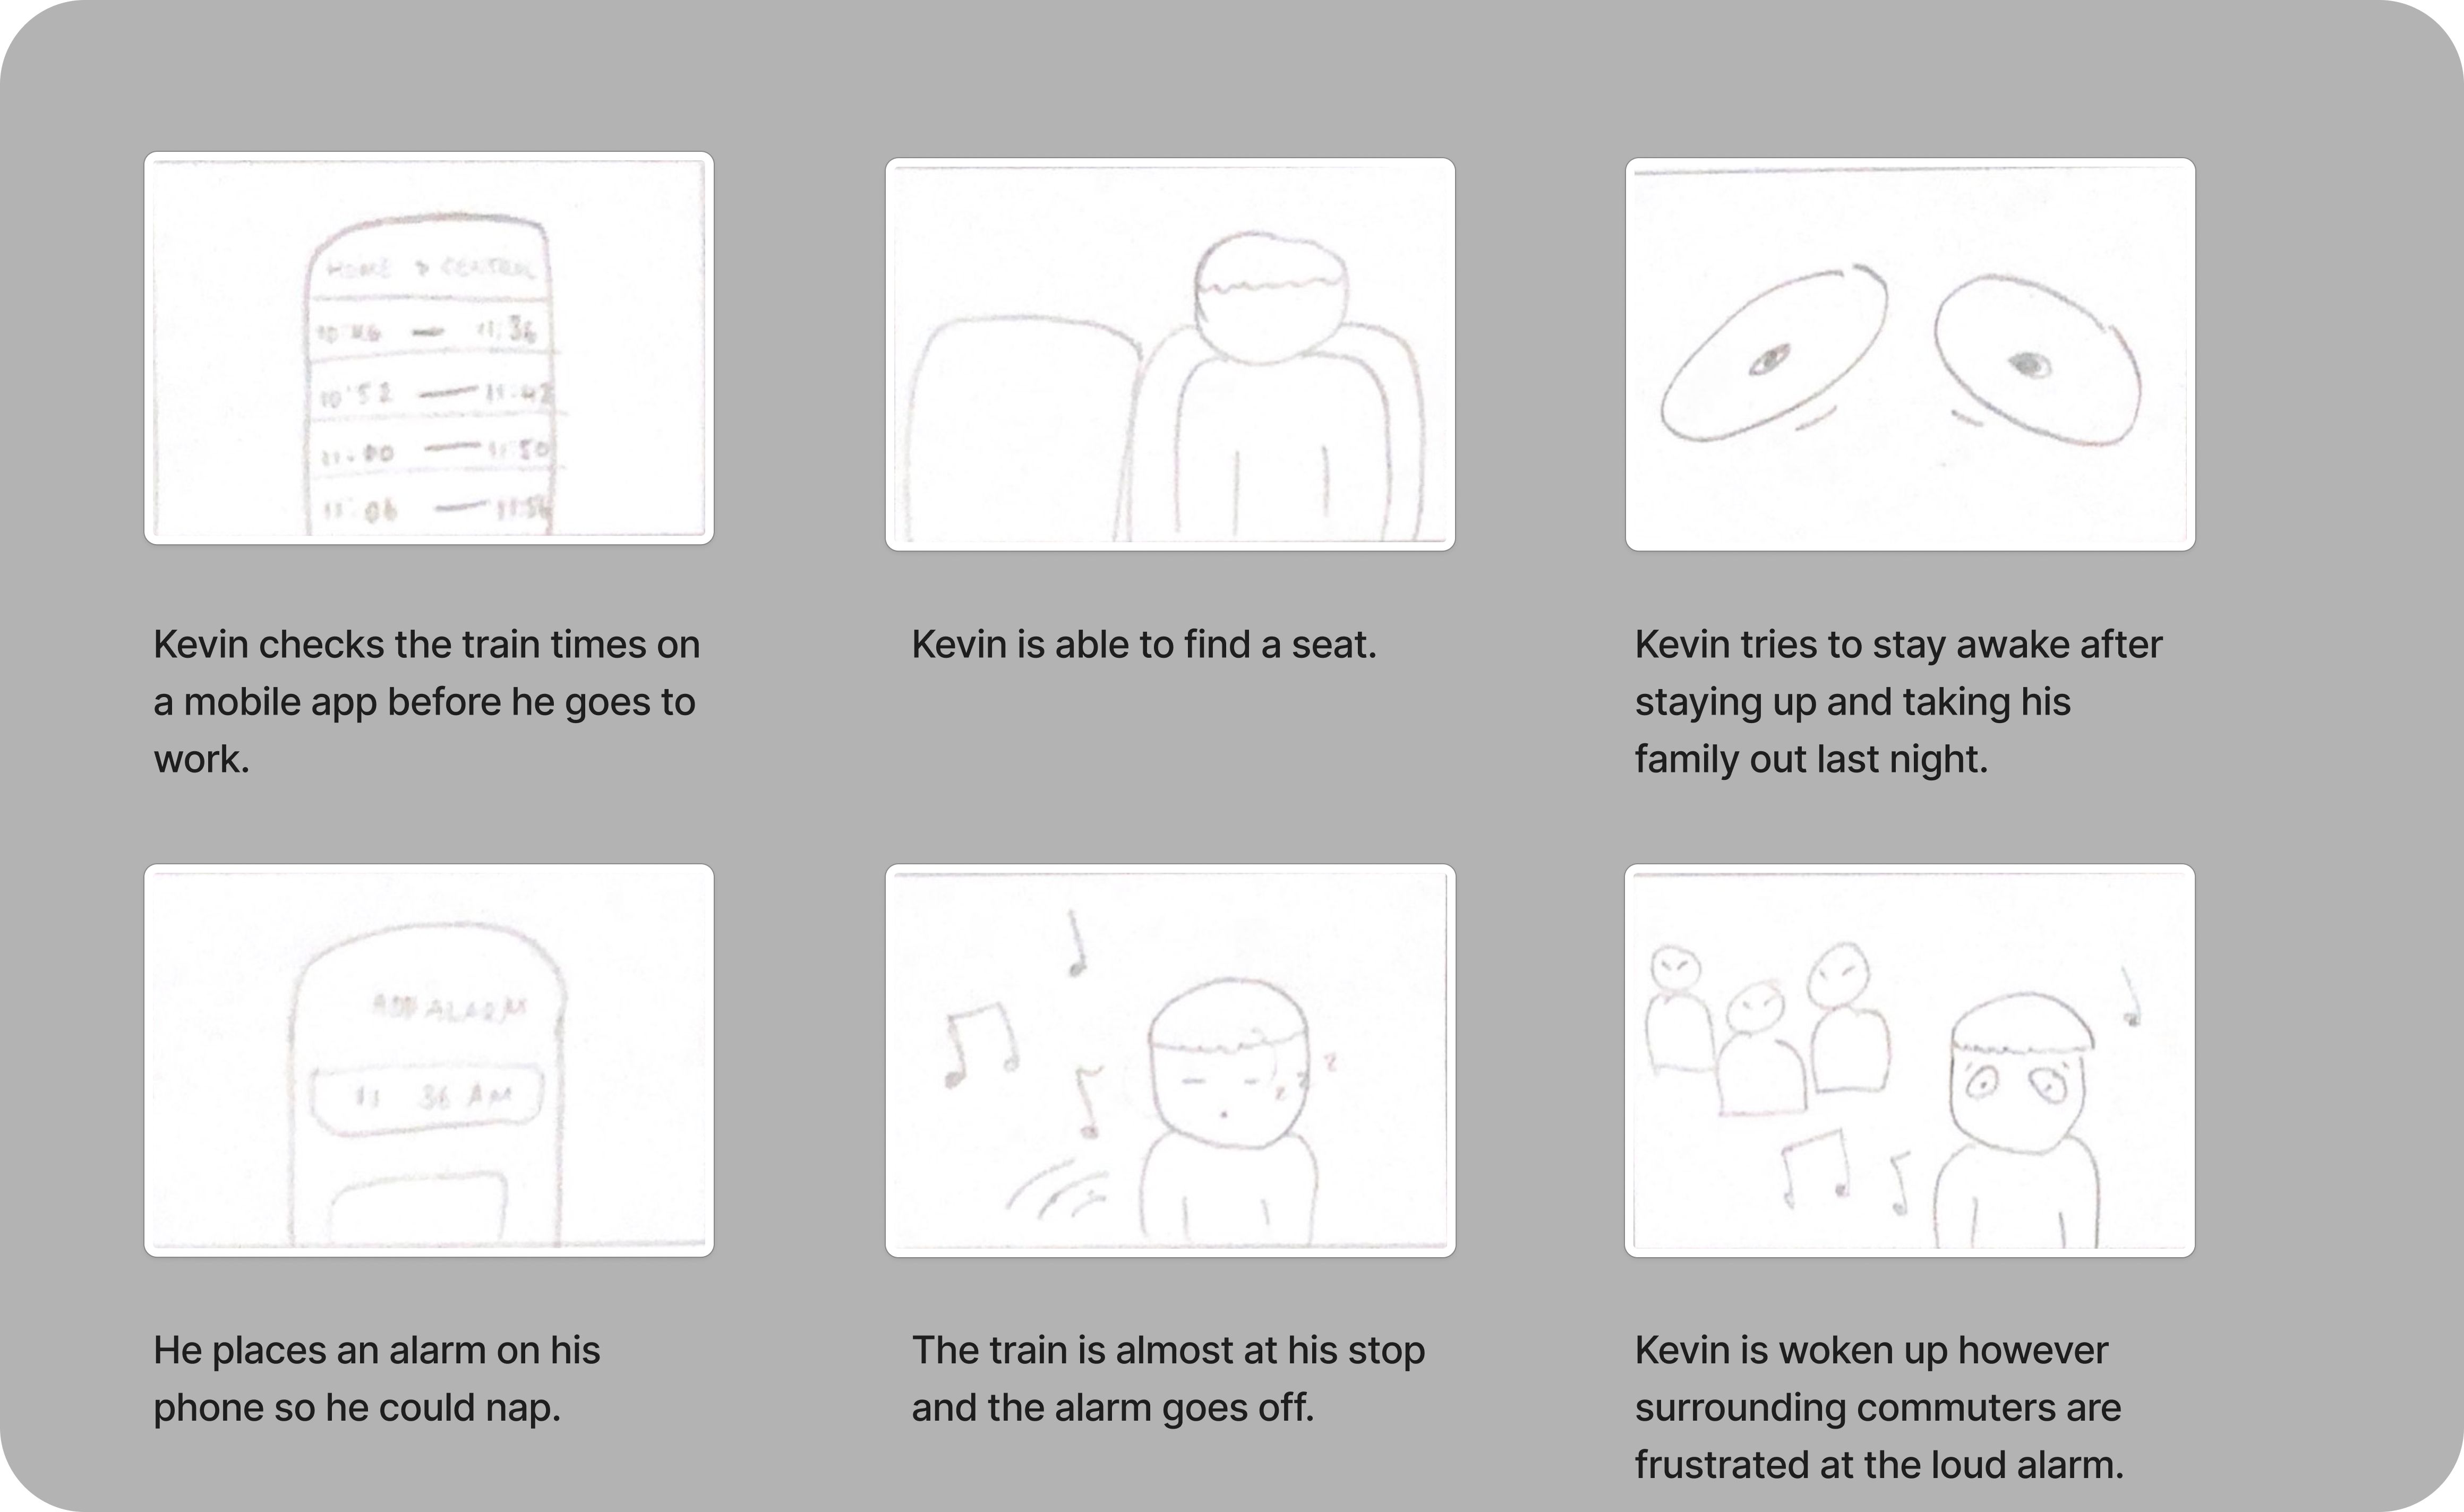 HOME → CENTRAL
10:46 — 11:36
10:52 — 11:42
11:00 — 11:50
11:06 — 11:56
Kevin checks the train times on
a mobile app before he goes to
work.
Kevin is able to find a seat.
Kevin tries to stay awake after
staying up and taking his
family out last night.
ADD ALARM
11 36 AM
He places an alarm on his
phone so he could nap.
z z z
The train is almost at his stop
and the alarm goes off.
Kevin is woken up however
surrounding commuters are
frustrated at the loud alarm.